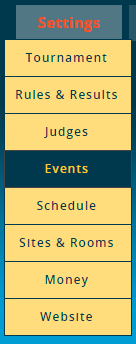 Settings
Tournament
Rules & Results
Judges
Events
Schedule
Sites & Rooms
Money
Website